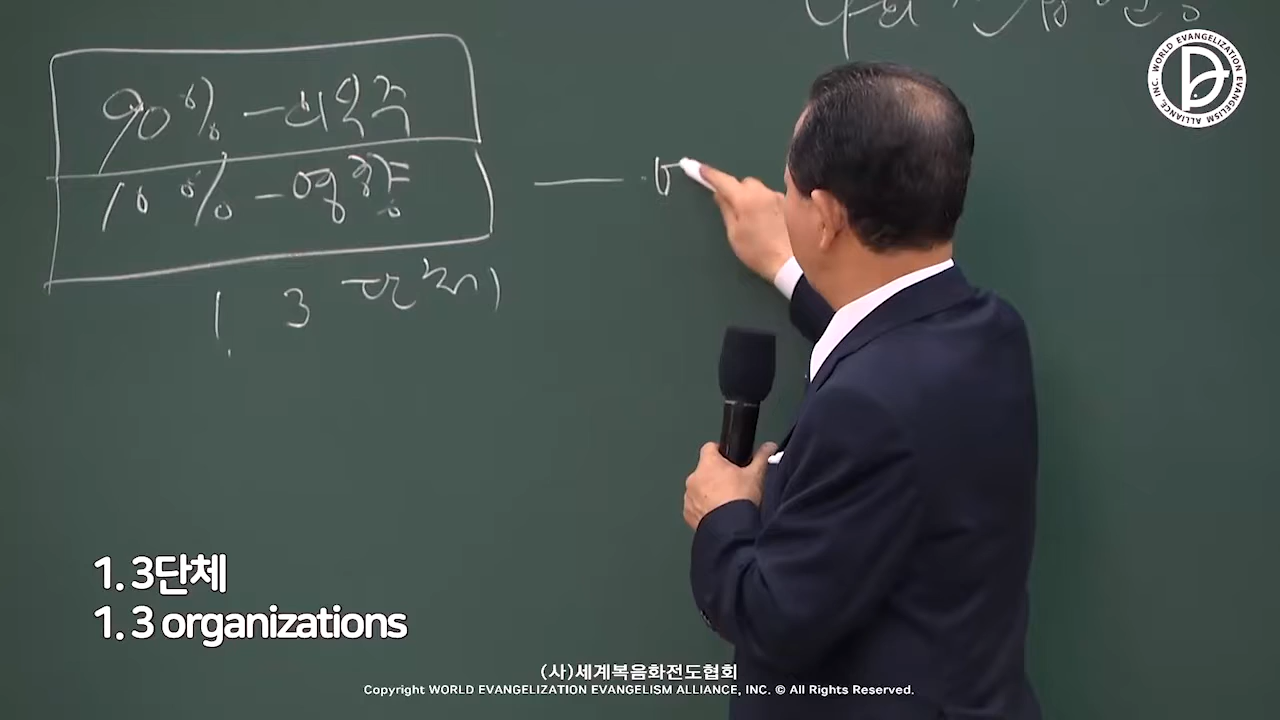 90% - 비민주
10% - 영향
1. 3단체
WORLD EVANGELIZATION EVANGELISM ALLIANCE, INC.
1. 3단체
1. 3 organizations
(사)세계복음화전도협회
Copyright WORLD EVANGELIZATION EVANGELISM ALLIANCE, INC. © All Rights Reserved.